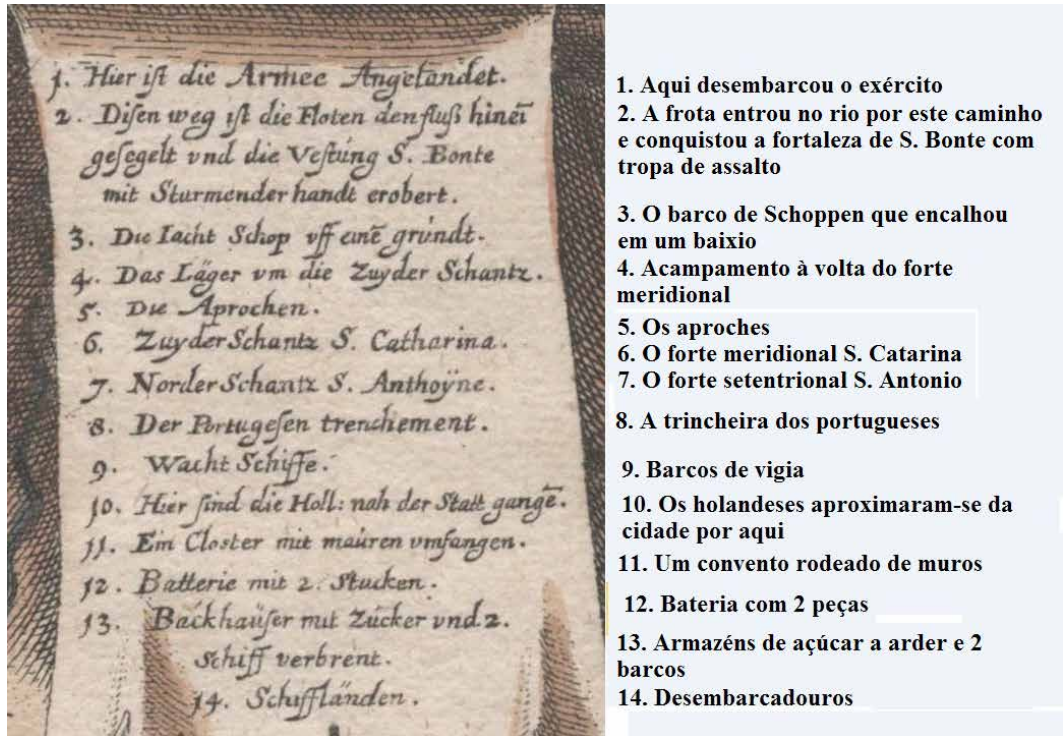 1. Hier ist die Armee Angelandet.
2. Disen weg ist die Floten den fluß hinei̅
gesegelt vnd die Vestung S. Bonte
mit Sturmender handt erobert.
3. Die Iacht Schop vff eine̅ grundt.
4. Das Läger vm die Zuyder Schantz.
5. Die Aprochen.
6. Zuyder Schantz S. Catharina.
7. Norder Schantz S. Anthoÿne.
8. Der Portugesen trenchement.
9. Wacht Schiffe.
10. Hier sind die Holl: nah der Statt gange̅.
11. Ein Closter mit mauren vmfangen.
12. Batterie mit 2. Stucken.
13. Backhaüser mit Zucker vnd 2.
Schiff verbrent.
14. Schiffländen.
1. Aqui desembarcou o exército
2. A frota entrou no rio por este caminho
e conquistou a fortaleza de S. Bonte com
tropa de assalto
3. O barco de Schoppen que encalhou
em um baixio
4. Acampamento à volta do forte
meridional
5. Os aproches
6. O forte meridional S. Catarina
7. O forte setentrional S. Antonio
8. A trincheira dos portugueses
9. Barcos de vigia
10. Os holandeses aproximaram-se da
cidade por aqui
11. Um convento rodeado de muros
12. Bateria com 2 peças
13. Armazéns de açúcar a arder e 2
barcos
14. Desembarcadouros